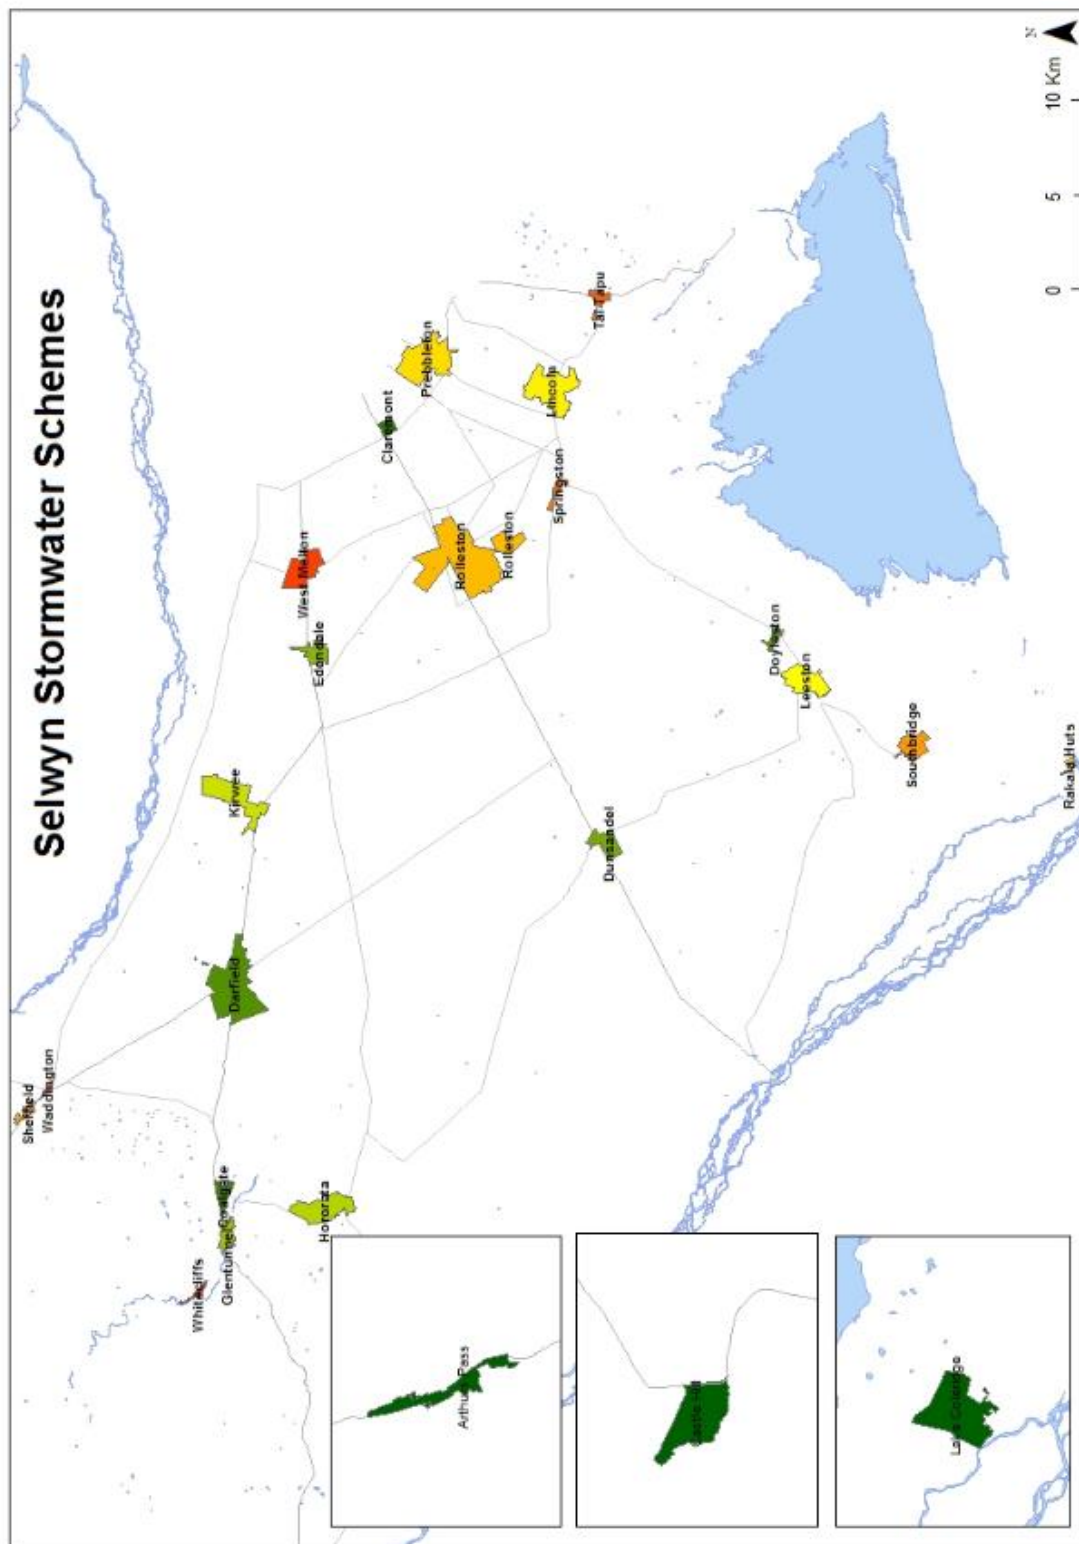 Selwyn Stormwater Schemes
Sheffield
Waddington
Darfield
Kirwee
Whitecliffs
Glentunnel
Coalgate
Hororata
Edendale
West Melton
Claremont
Prebbleton
Rolleston
Rolleston
Springston
Lincoln
Tai Tapu
Dunsandel
Doyleston
Leeston
Southbridge
Rakaia Huts
Arthurs Pass
Castle Hill
Lake Coleridge
N
0 5 10 Km